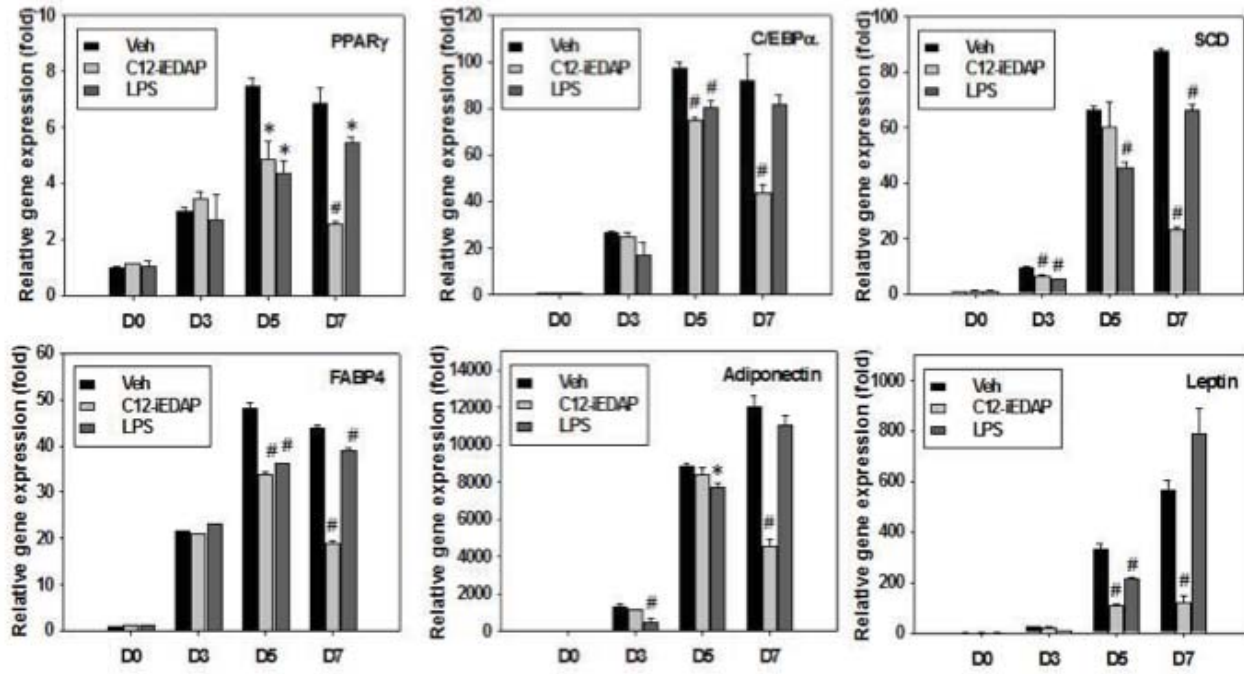 Relative gene expression (fold)
10
8
6
4
2
0
Veh
C12-iEDAP
LPS
PPARγ
*
*
#
*
D0 D3 D5 D7
Relative gene expression (fold)
120
100
80
60
40
20
0
Veh
C12-iEDAP
LPS
C/EBPα.
# #
#
D0 D3 D5 D7
Relative gene expression (fold)
100
80
60
40
20
0
Veh
C12-iEDAP
LPS
SCD
# #
#
#
#
D0 D3 D5 D7
Relative gene expression (fold)
60
50
40
30
20
10
0
Veh
C12-iEDAP
LPS
FABP4
# #
#
#
D0 D3 D5 D7
Relative gene expression (fold)
14000
12000
10000
8000
6000
4000
2000
0
Veh
C12-iEDAP
LPS
Adiponectin
#
*
#
D0 D3 D5 D7
Relative gene expression (fold)
1000
800
600
400
200
0
Veh
C12-iEDAP
LPS
Leptin
#
#
#
D0 D3 D5 D7